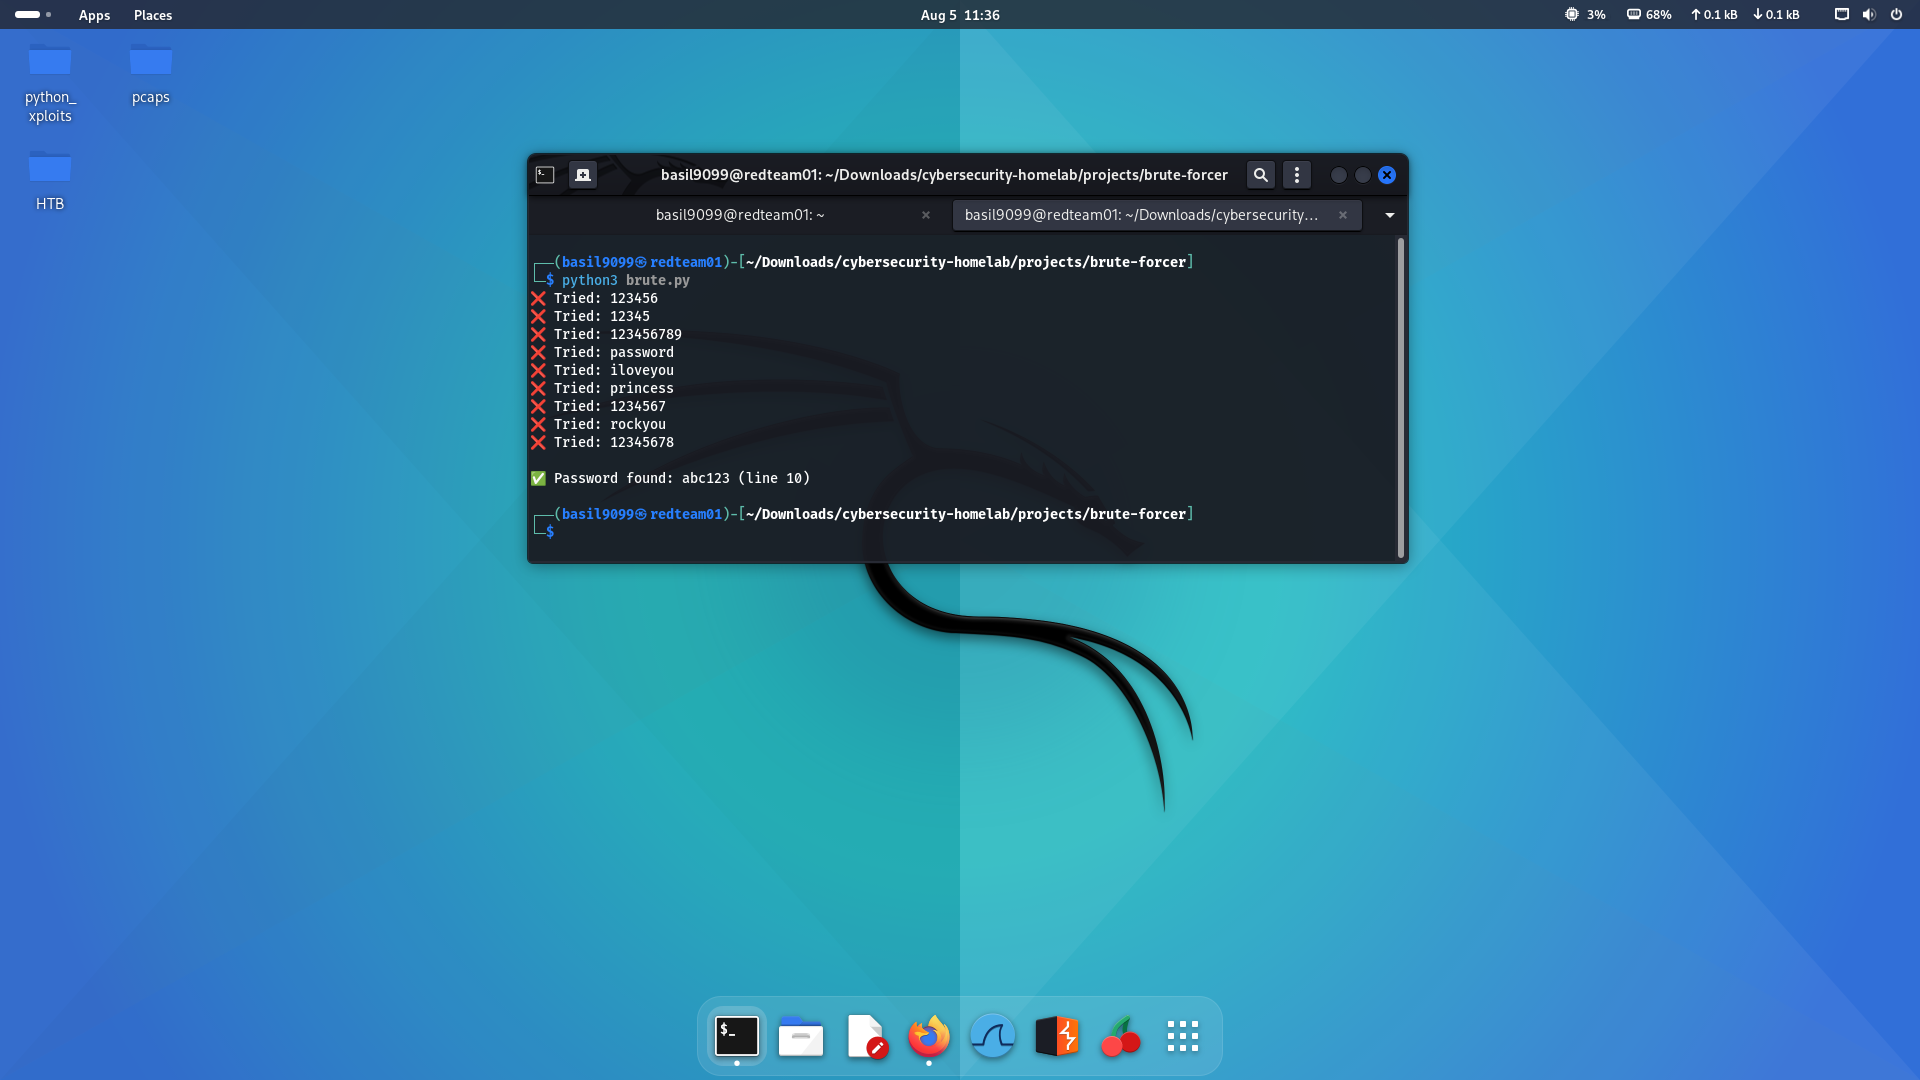 Apps Places Aug 5 11:36 3% 68% 0.1 kB 0.1 kB
python_
xploits
pcaps
HTB
basil9099@redteam01: ~/Downloads/cybersecurity-homelab/projects/brute-forcer
basil9099@redteam01: ~
basil9099@redteam01: ~/Downloads/cybersecurity…
(basil9099㉿redteam01)-[~/Downloads/cybersecurity-homelab/projects/brute-forcer]
$ python3 brute.py
❌ Tried: 123456
❌ Tried: 12345
❌ Tried: 123456789
❌ Tried: password
❌ Tried: iloveyou
❌ Tried: princess
❌ Tried: 1234567
❌ Tried: rockyou
❌ Tried: 12345678
✅ Password found: abc123 (line 10)
(basil9099㉿redteam01)-[~/Downloads/cybersecurity-homelab/projects/brute-forcer]
$
$_